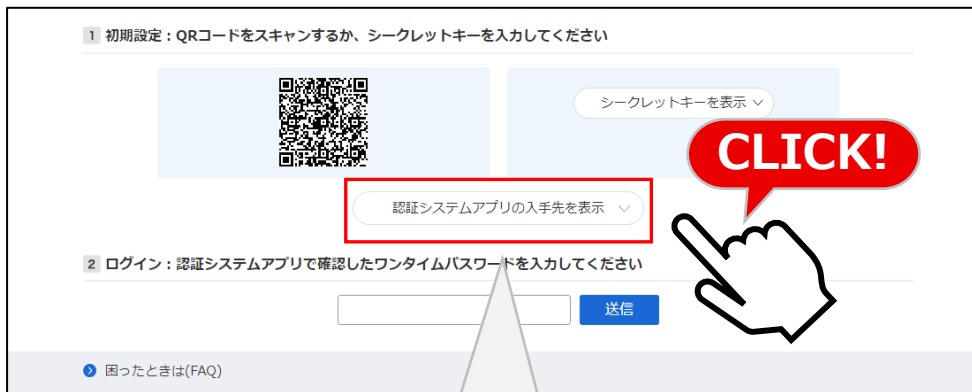 1 初期設定：QRコードをスキャンするか、シークレットキーを入力してください
シークレットキーを表示
CLICK!
認証システムアプリの入手先を表示
2 ログイン：認証システムアプリで確認したワンタイムパスワードを入力してください
送信
困ったときは(FAQ)